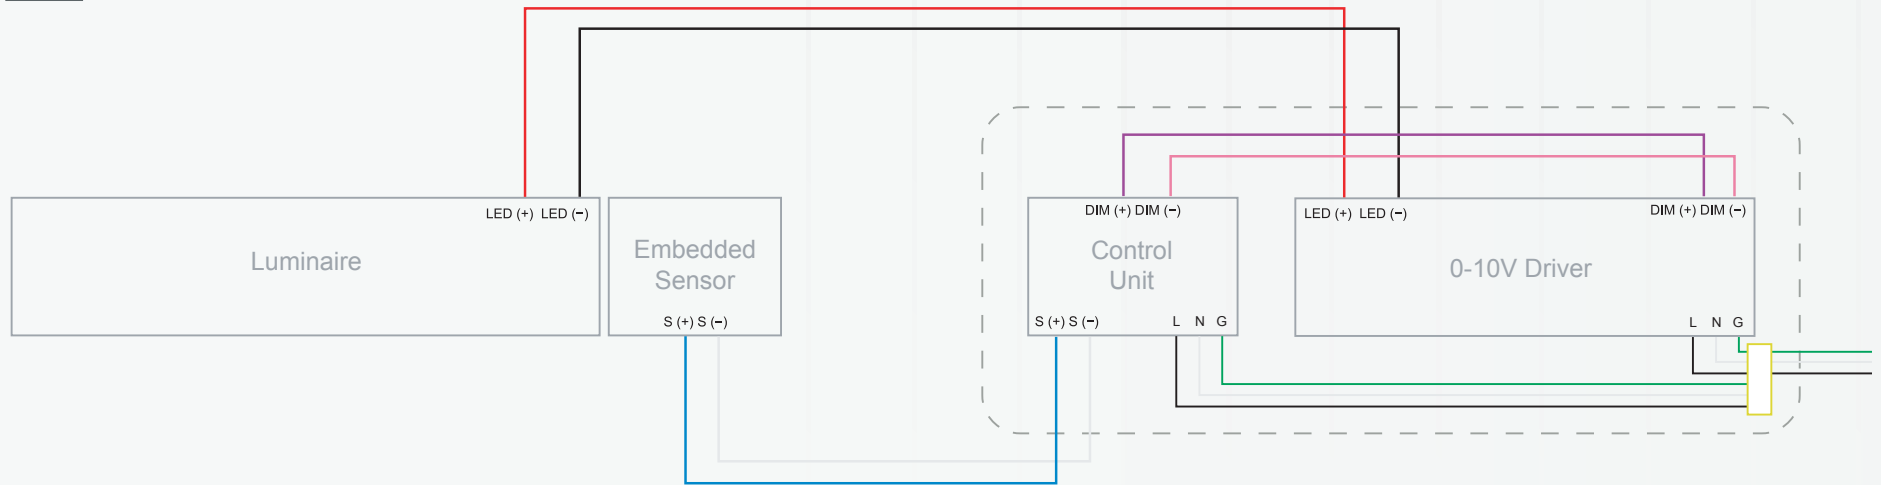 LED (+) LED (−)
Luminaire
Embedded
Sensor
S (+) S (−)
DIM (+) DIM (−)
Control
Unit
S (+) S (−)
L N G
LED (+) LED (−)
DIM (+) DIM (−)
0-10V Driver
L N G